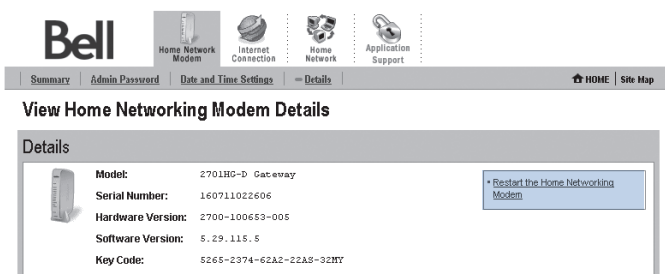 Bell
Home Network Modem
Internet Connection
Home Network
Application Support
Summary | Admin Password | Date and Time Settings | Details | HOME | Site Map
View Home Networking Modem Details
Details
Model: 2701HG-D Gateway
Restart the Home Networking Modem
Serial Number: 160711022606
Hardware Version: 2700-100653-005
Software Version: 5.29.115.5
Key Code: 5265-2374-62A2-22AS-32MY